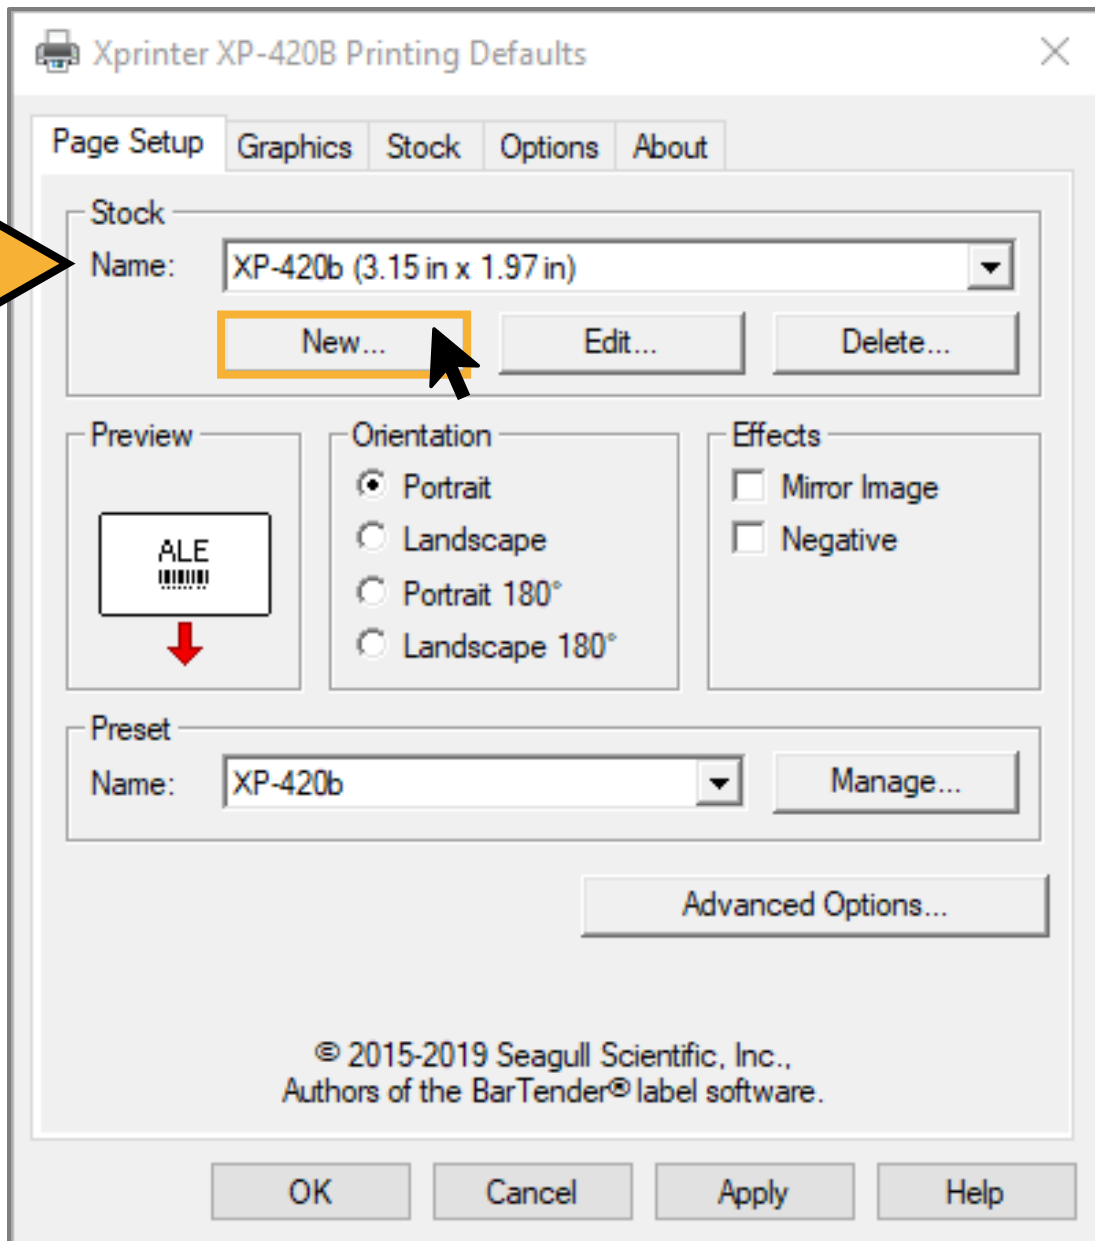 Xprinter XP-420B Printing Defaults
Page Setup Graphics Stock Options About
Stock
Name: XP-420b (3.15 in x 1.97 in)
New... Edit... Delete...
Preview Orientation Effects
Portrait Mirror Image
ALE Landscape Negative
Portrait 180°
Landscape 180°
Preset
Name: XP-420b Manage...
Advanced Options...
© 2015-2019 Seagull Scientific, Inc.,
Authors of the BarTender® label software.
OK Cancel Apply Help